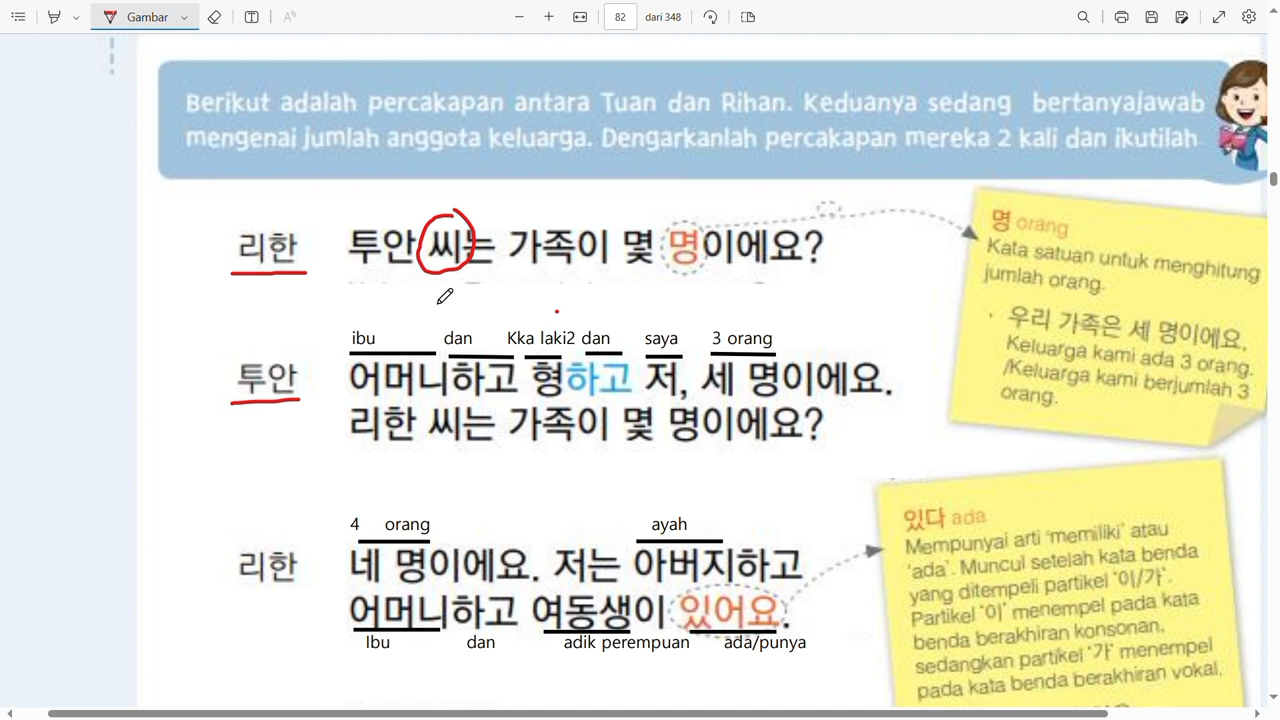 Gambar
82 dari 348
Berikut adalah percakapan antara Tuan dan Rihan. Keduanya sedang bertanyajawab
mengenai jumlah anggota keluarga. Dengarkanlah percakapan mereka 2 kali dan ikutilah
리한 투안 씨는 가족이 몇 명이에요?
명 orang
Kata satuan untuk menghitung
jumlah orang.
· 우리 가족은 세 명이에요.
Keluarga kami ada 3 orang.
/Keluarga kami berjumlah 3
orang.
ibu dan Kka laki2 dan saya 3 orang
투안 어머니하고 형하고 저, 세 명이에요.
리한 씨는 가족이 몇 명이에요?
4 orang ayah
리한 네 명이에요. 저는 아버지하고
어머니하고 여동생이 있어요.
Ibu dan adik perempuan ada/punya
있다 ada
Mempunyai arti 'memiliki' atau
'ada'. Muncul setelah kata benda
yang ditempeli partikel '이/가'.
Partikel '이' menempel pada kata
benda berakhiran konsonan,
sedangkan partikel '가' menempel
pada kata benda berakhiran vokal.